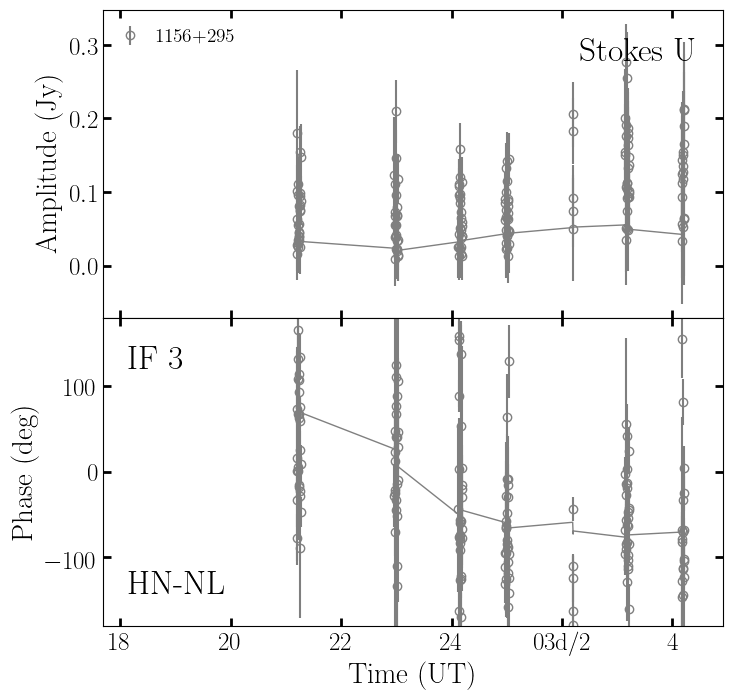 1156+295
Stokes U
0.3
0.2
0.1
0.0
Amplitude (Jy)
IF 3
100
0
−100
Phase (deg)
HN-NL
18 20 22 24 03d/2 4
Time (UT)